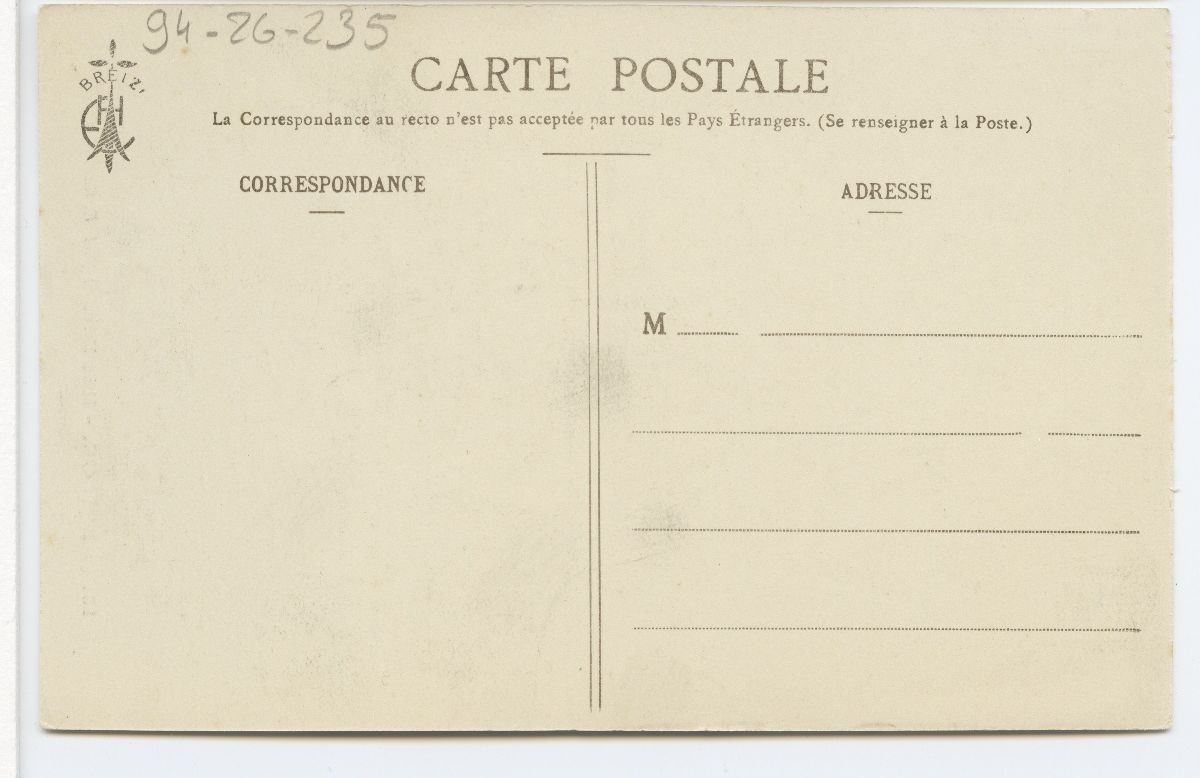 94-26-235
BREIZ
CARTE POSTALE
La Correspondance au recto n'est pas acceptée par tous les Pays Étrangers. (Se renseigner à la Poste.)
CORRESPONDANCE
ADRESSE
M